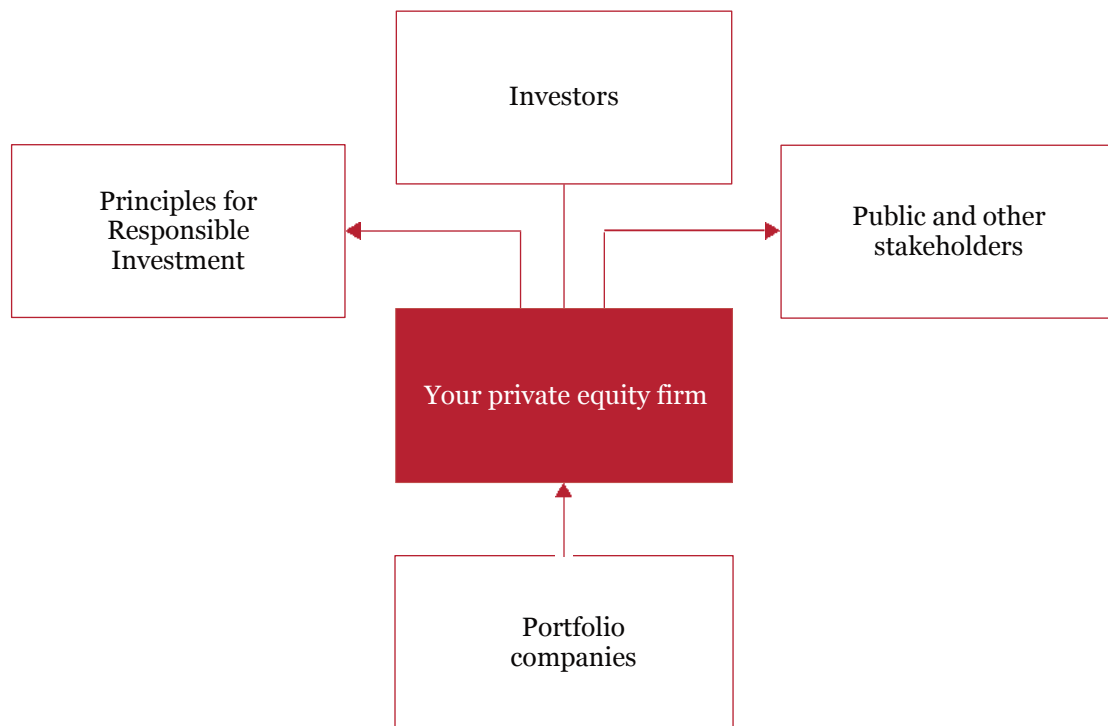 Investors
Principles for
Responsible
Investment
Public and other
stakeholders
Your private equity firm
Portfolio
companies